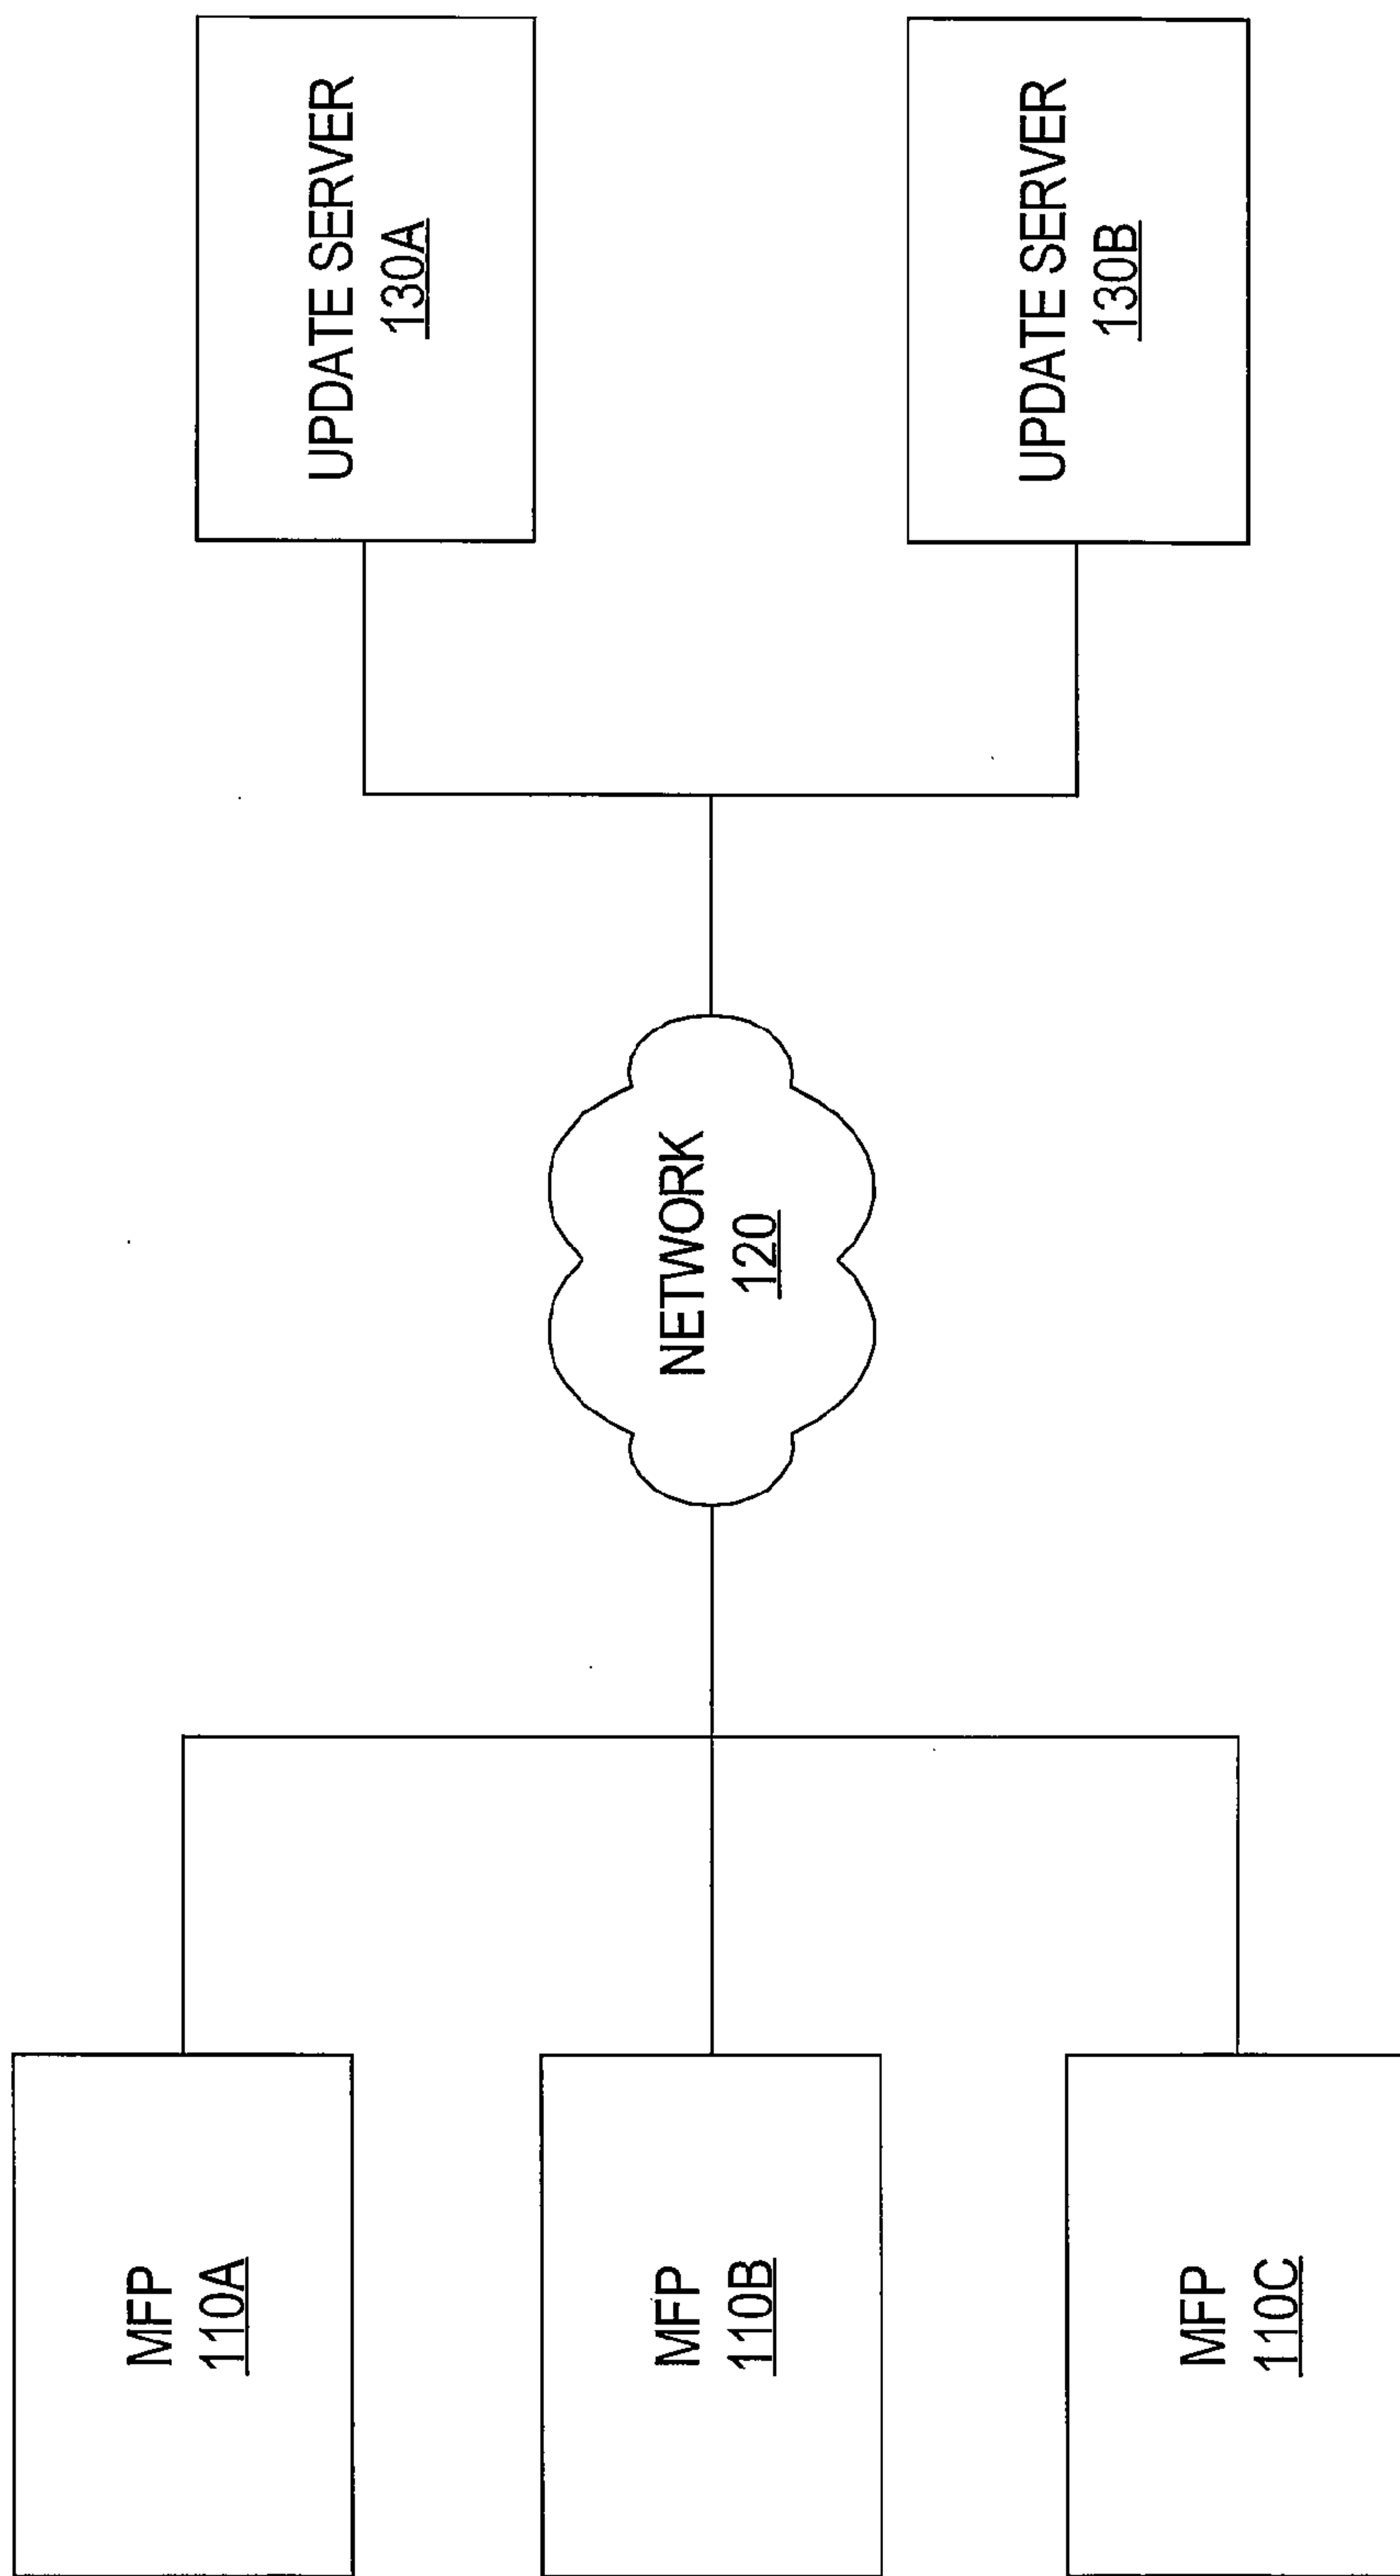 MFP
110A
MFP
110B
MFP
110C
NETWORK
120
UPDATE SERVER
130A
UPDATE SERVER
130B